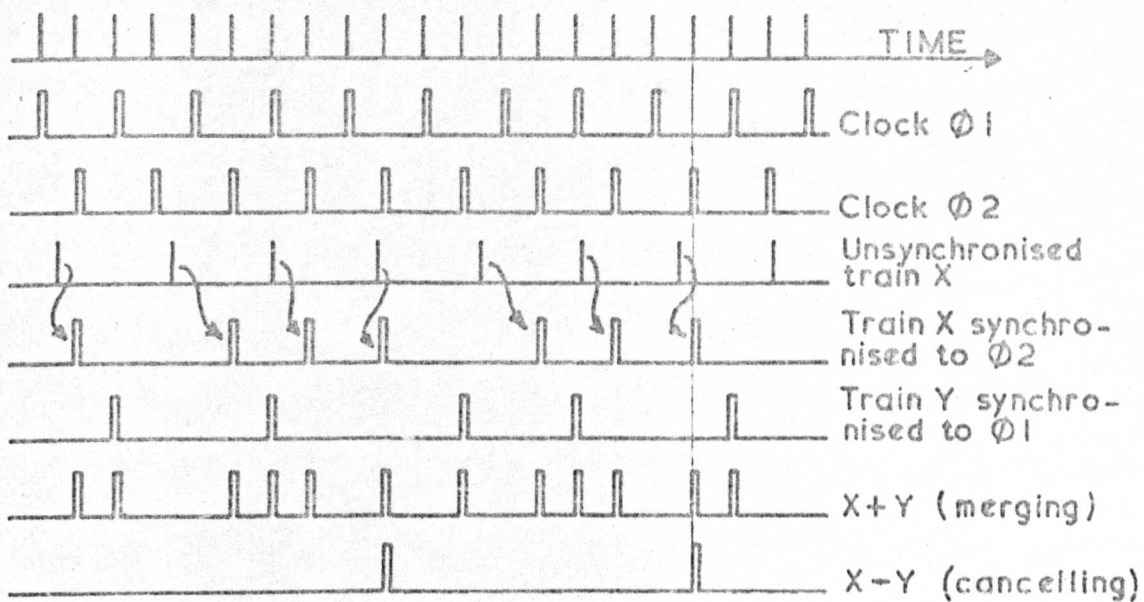 TIME
Clock Ø1
Clock Ø2
Unsynchronised
train X
Train X synchro-
nised to Ø2
Train Y synchro-
nised to Ø1
X+Y (merging)
X-Y (cancelling)